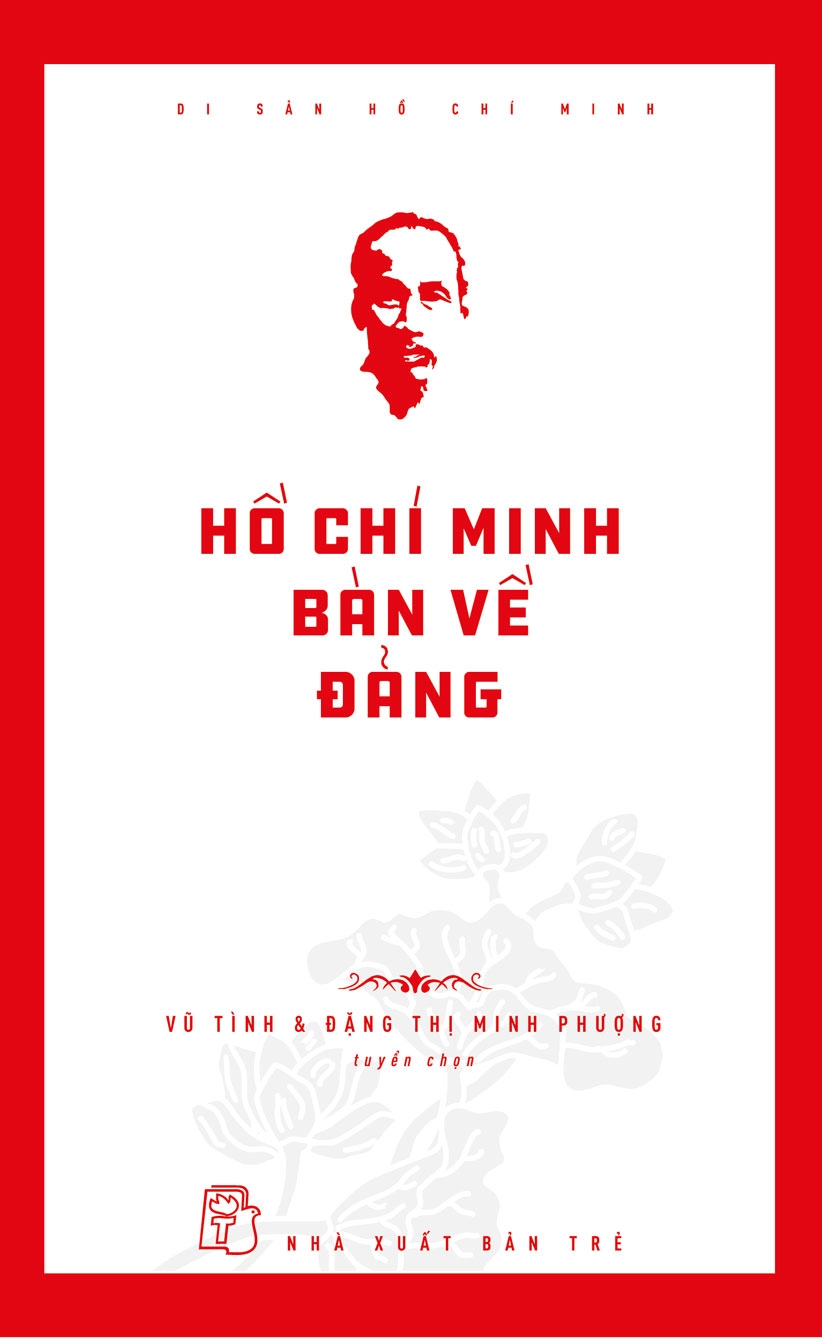 DI SẢN HỒ CHÍ MINH
HỒ CHÍ MINH
BÀN VỀ
ĐẢNG
VŨ TÌNH & ĐẶNG THỊ MINH PHƯỢNG
tuyển chọn
T
NHÀ XUẤT BẢN TRẺ